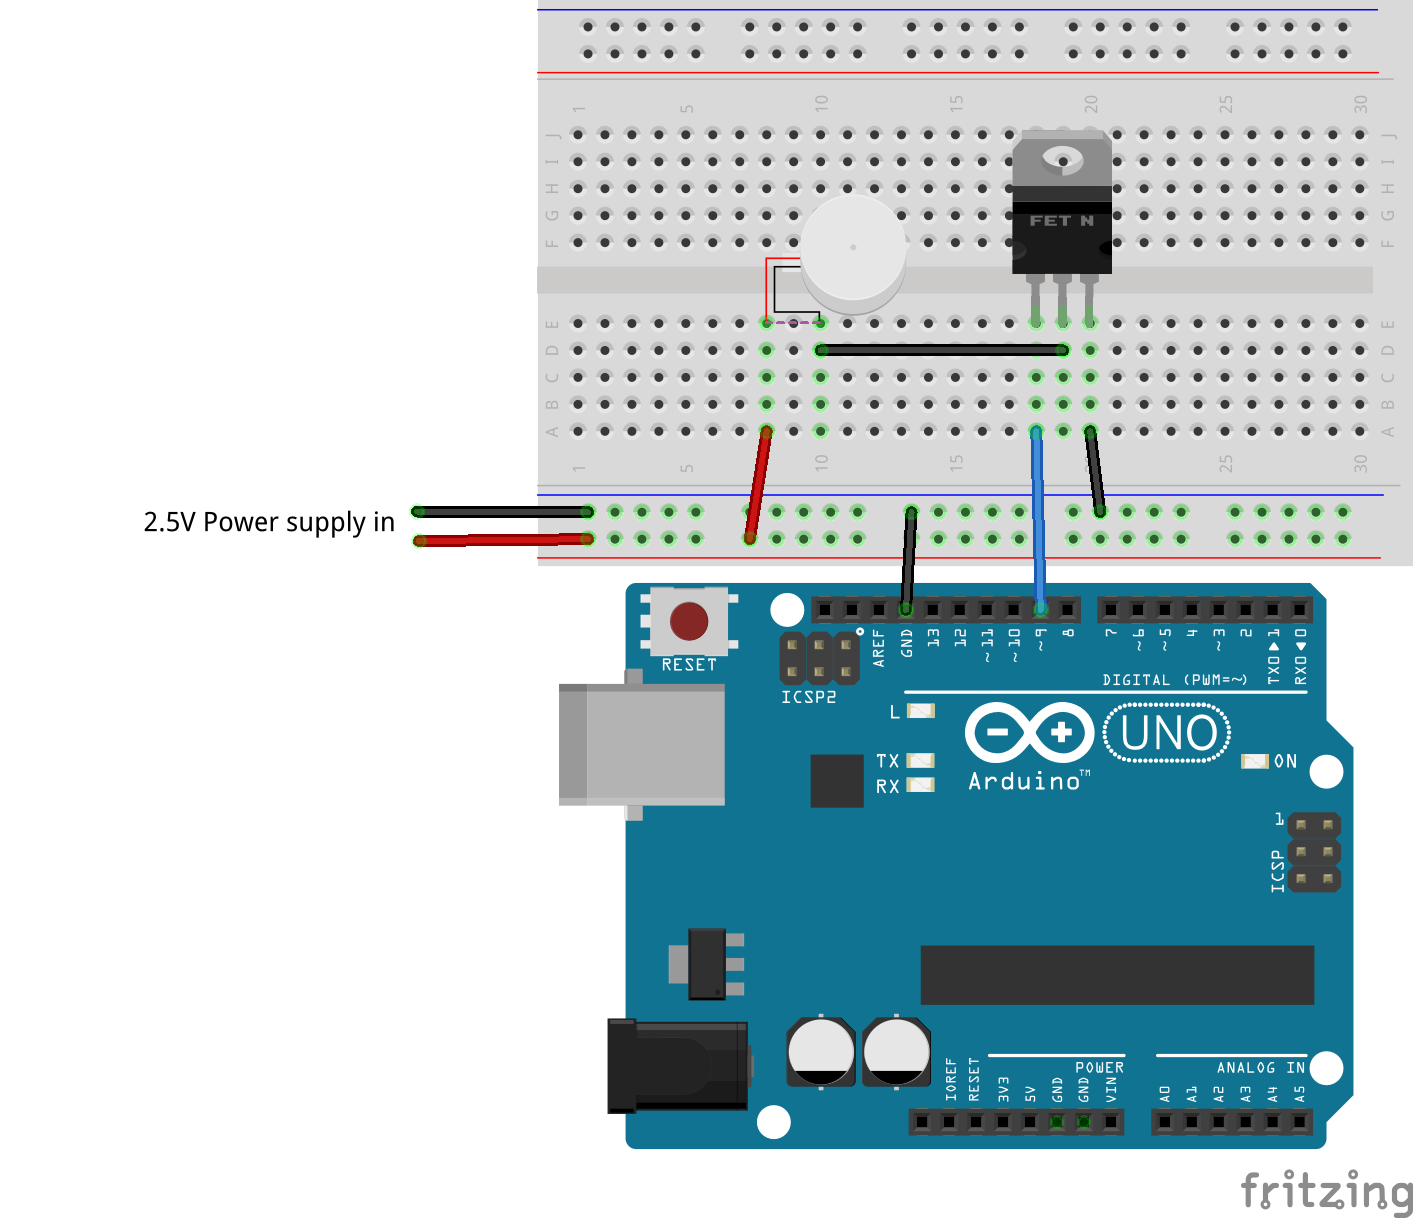 1 5 10 15 20 25 30
J J
I I
H H
G G
F F
FET N
E E
D D
C C
B B
A A
1 5 10 15 25 30
2.5V Power supply in
RESET
ICSP2
AREF GND 13 12 ~11 ~10 ~9 8 7 ~6 ~5 4 ~3 2 TX0▶1 RX0◀0
DIGITAL (PWM=~)
L
TX
RX
UNO
Arduino™
ON
1
ICSP
POWER
ANALOG IN
IOREF RESET 3V3 5V GND GND VIN A0 A1 A2 A3 A4 A5
fritzing